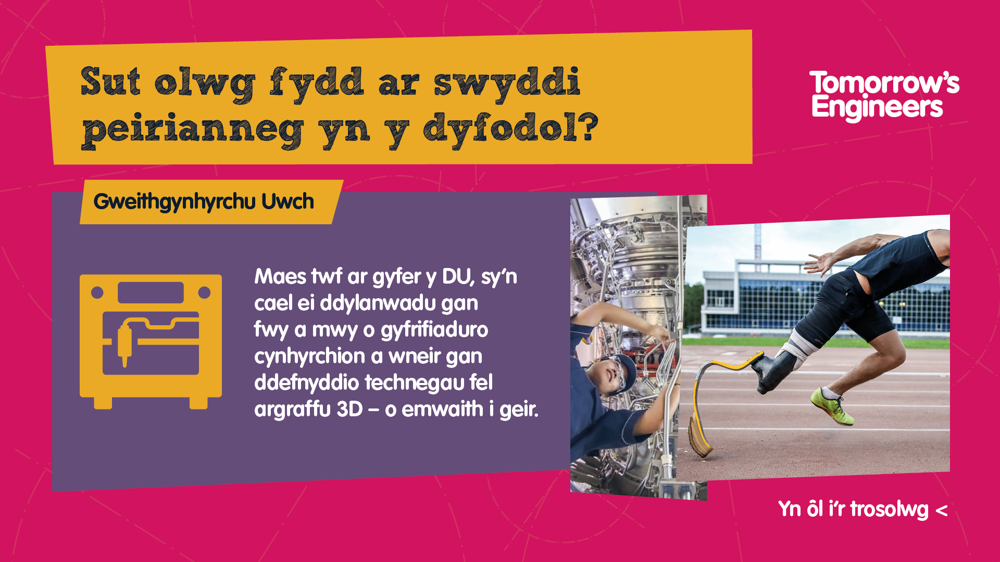 Sut olwg fydd ar swyddi
peirianneg yn y dyfodol?
Tomorrow's
Engineers
Gweithgynhyrchu Uwch
Maes twf ar gyfer y DU, sy'n
cael ei ddylanwadu gan
fwy a mwy o gyfrifiaduro
cynhyrchion a wneir gan
ddefnyddio technegau fel
argraffu 3D – o emwaith i geir.
Yn ôl i'r trosolwg <